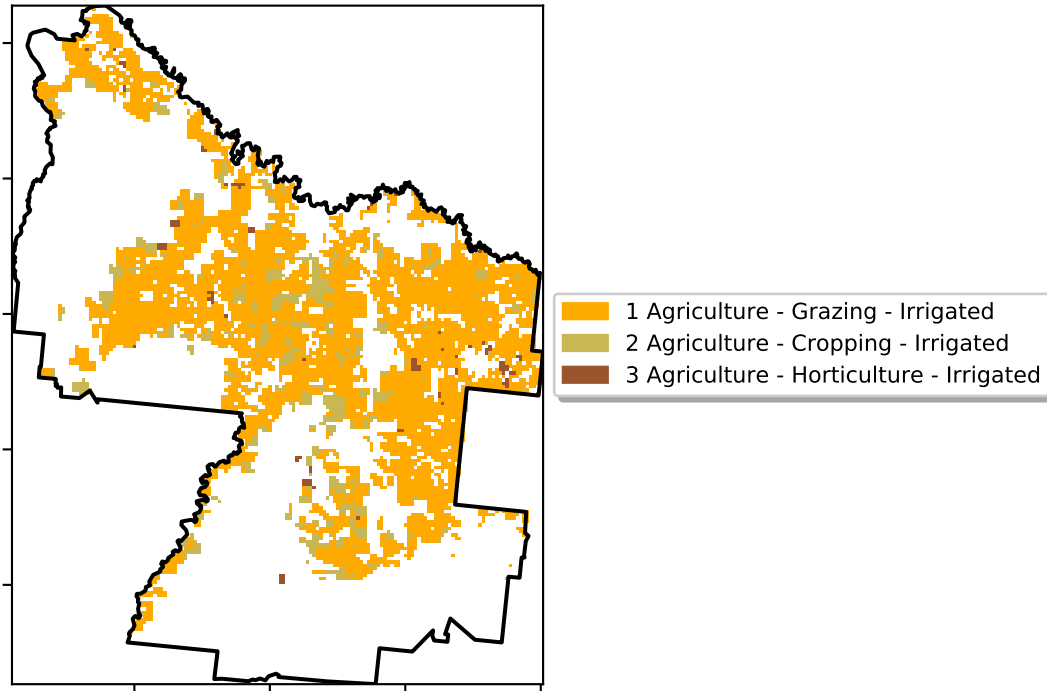 1 Agriculture - Grazing - Irrigated
2 Agriculture - Cropping - Irrigated
3 Agriculture - Horticulture - Irrigated